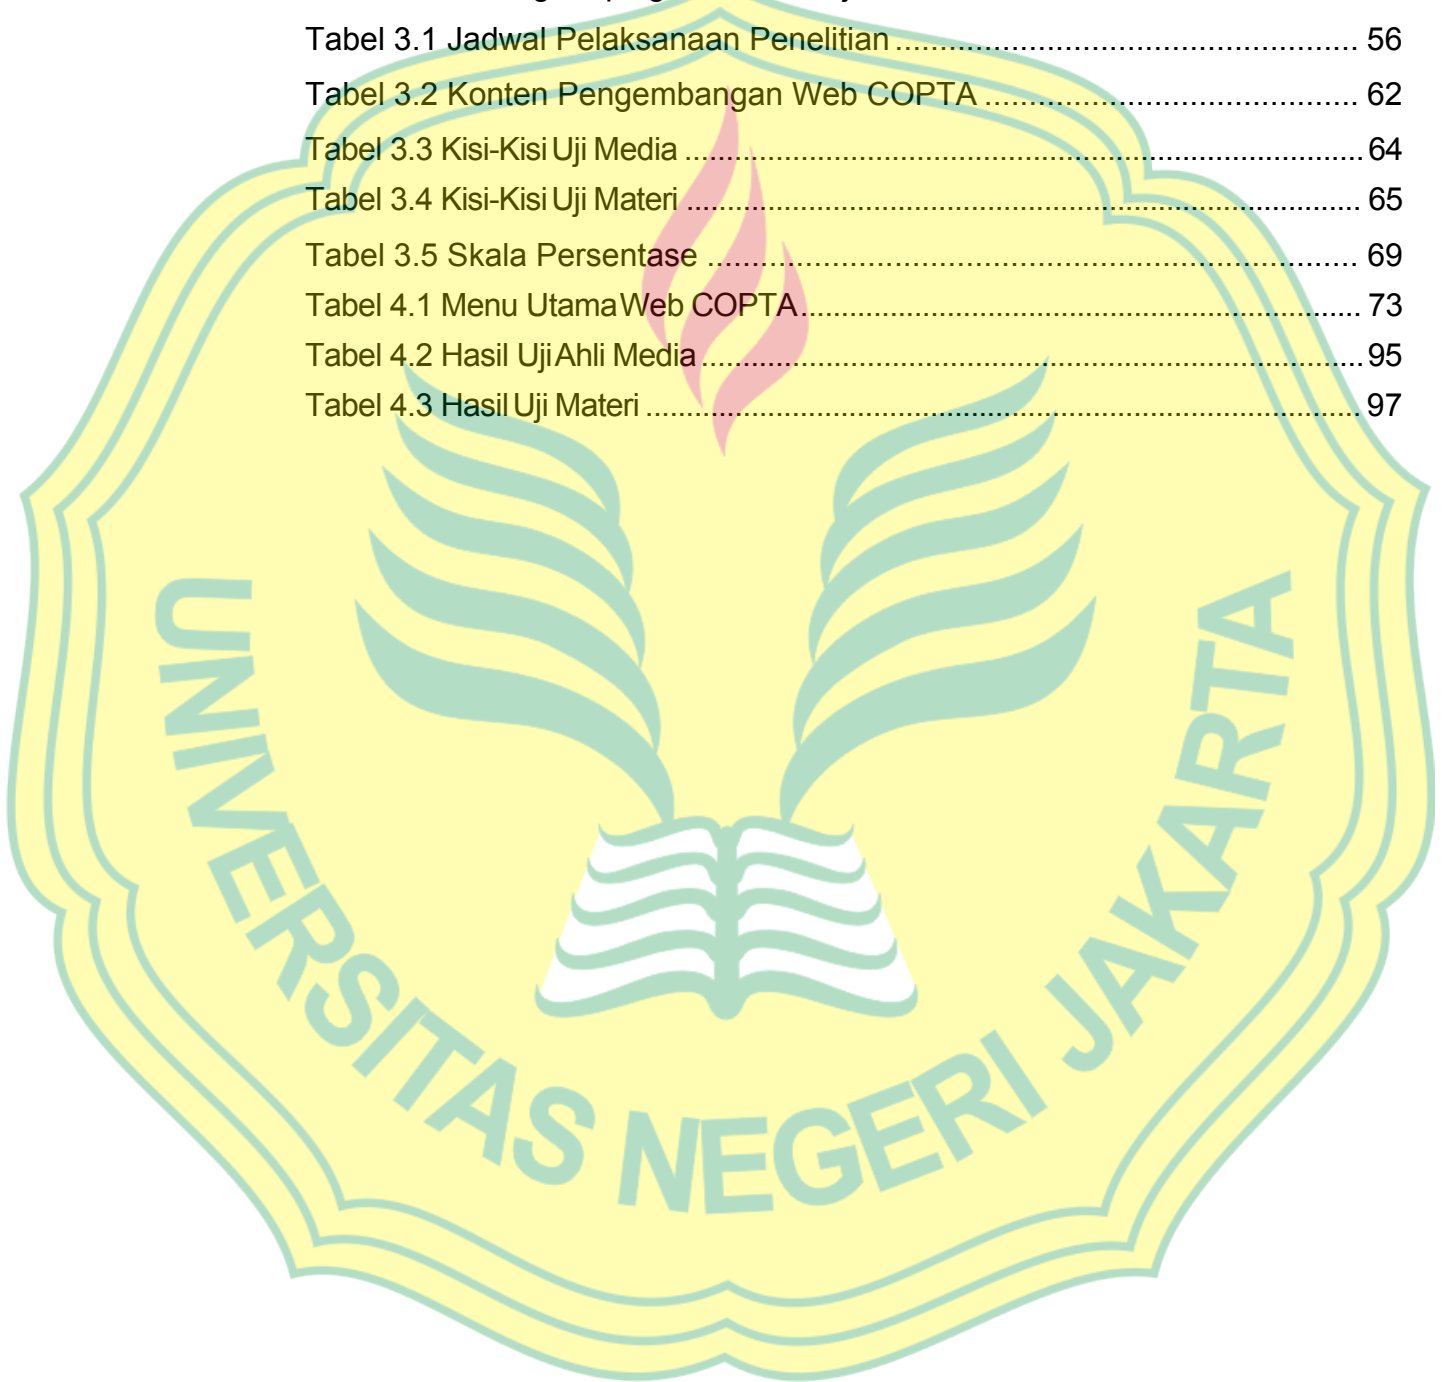 Tabel 3.1 Jadwal Pelaksanaan Penelitian ........................................................ 56
Tabel 3.2 Konten Pengembangan Web COPTA ............................................. 62
Tabel 3.3 Kisi-Kisi Uji Media .................................................................................. 64
Tabel 3.4 Kisi-Kisi Uji Materi .................................................................................. 65
Tabel 3.5 Skala Persentase ............................................................................... 69
Tabel 4.1 Menu Utama Web COPTA.................................................................... 73
Tabel 4.2 Hasil Uji Ahli Media ................................................................................ 95
Tabel 4.3 Hasil Uji Materi ...................................................................................... 97
UNIVERSITAS NEGERI JAKARTA